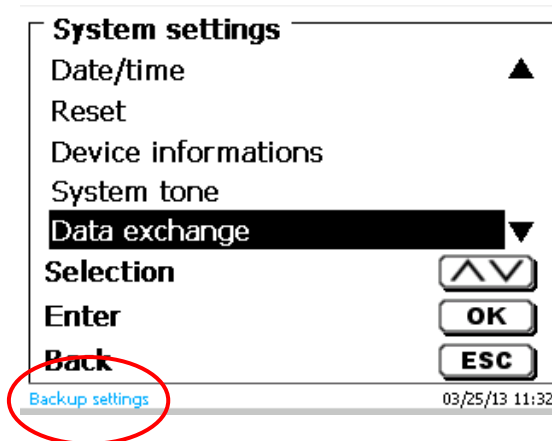 System settings
Date/time
Reset
Device informations
System tone
Data exchange
Selection
Enter OK
Back ESC
Backup settings 03/25/13 11:32